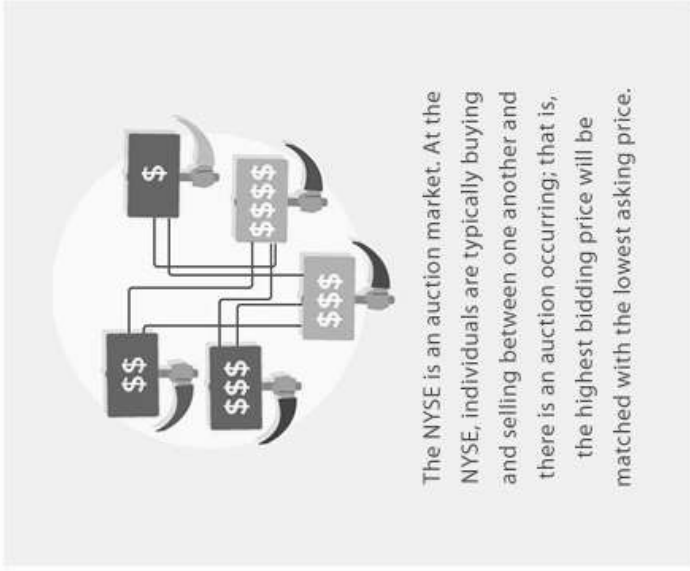 $$
$
$$$
$$$$
$$$
The NYSE is an auction market. At the
NYSE, individuals are typically buying
and selling between one another and
there is an auction occurring; that is,
the highest bidding price will be
matched with the lowest asking price.